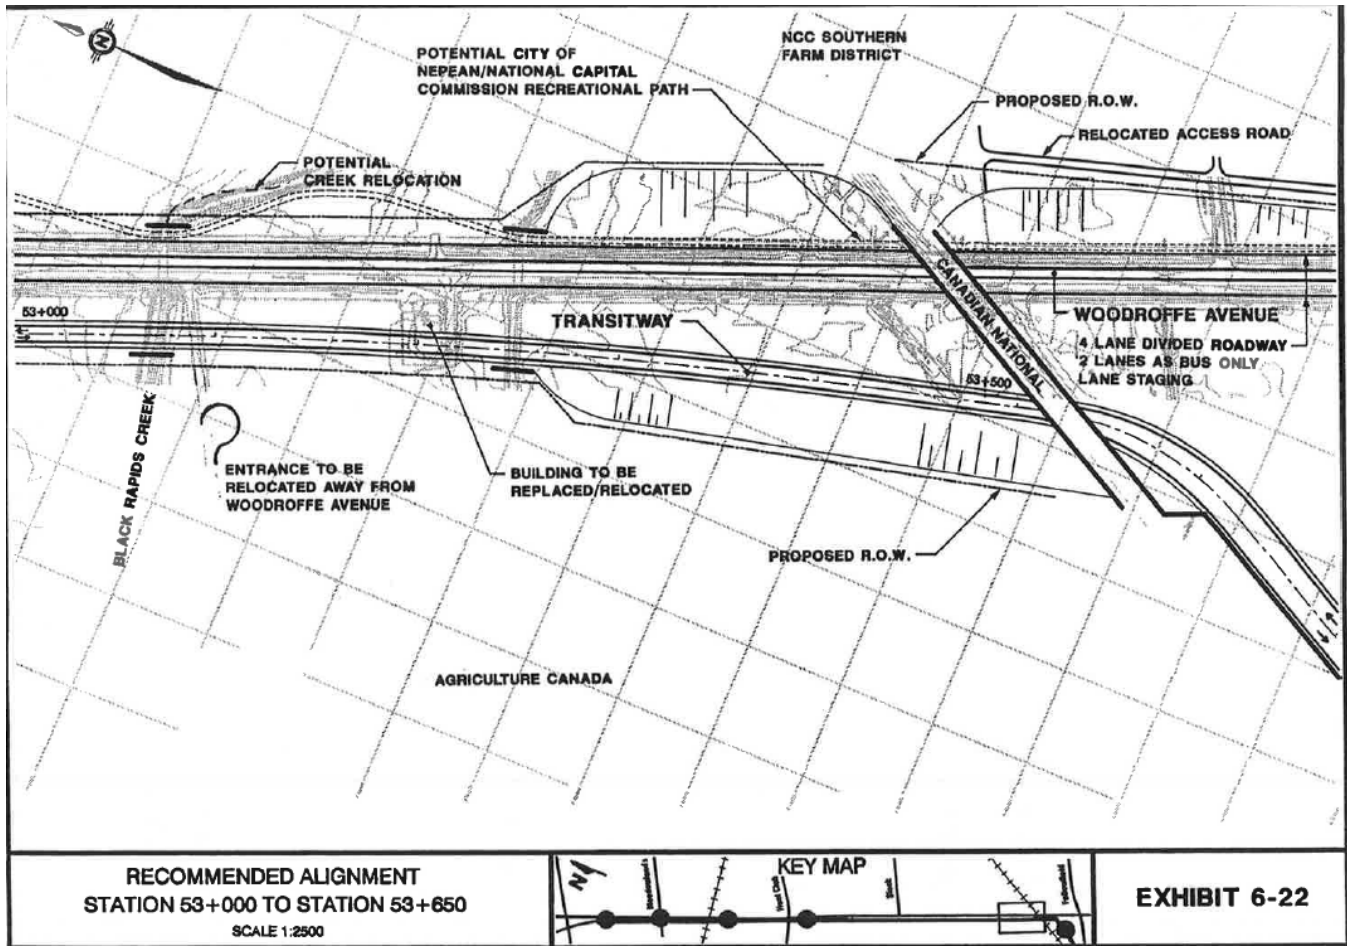 N
POTENTIAL CITY OF
NEPEAN/NATIONAL CAPITAL
COMMISSION RECREATIONAL PATH
NCC SOUTHERN
FARM DISTRICT
PROPOSED R.O.W.
RELOCATED ACCESS ROAD
POTENTIAL
CREEK RELOCATION
CANADIAN NATIONAL
53+000
TRANSITWAY
WOODROFFE AVENUE
4 LANE DIVIDED ROADWAY
2 LANES AS BUS ONLY
LANE STAGING
53+500
BLACK RAPIDS CREEK
ENTRANCE TO BE
RELOCATED AWAY FROM
WOODROFFE AVENUE
BUILDING TO BE
REPLACED/RELOCATED
PROPOSED R.O.W.
AGRICULTURE CANADA
RECOMMENDED ALIGNMENT
STATION 53+000 TO STATION 53+650
SCALE 1:2500
KEY MAP
N
Hunt Club
Slack
EXHIBIT 6-22